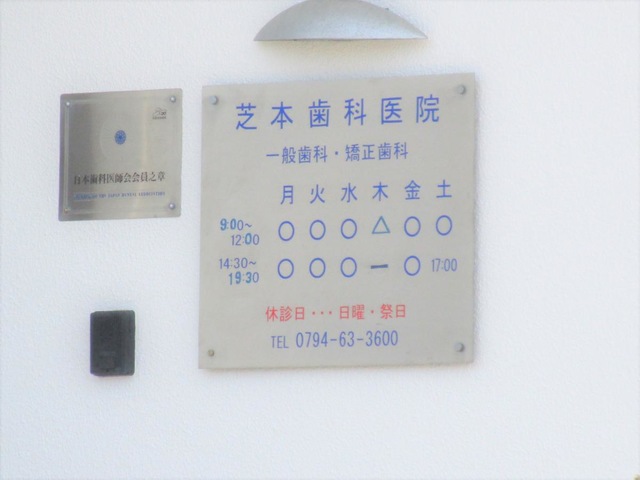 芝本歯科医院
一般歯科・矯正歯科
月 火 水 木 金 土
9:00~12:00 〇 〇 〇 △ 〇 〇
14:30~19:30 〇 〇 〇 ー 〇 17:00
休診日・・・日曜・祭日
TEL 0794-63-3600
日本歯科医師会会員之章